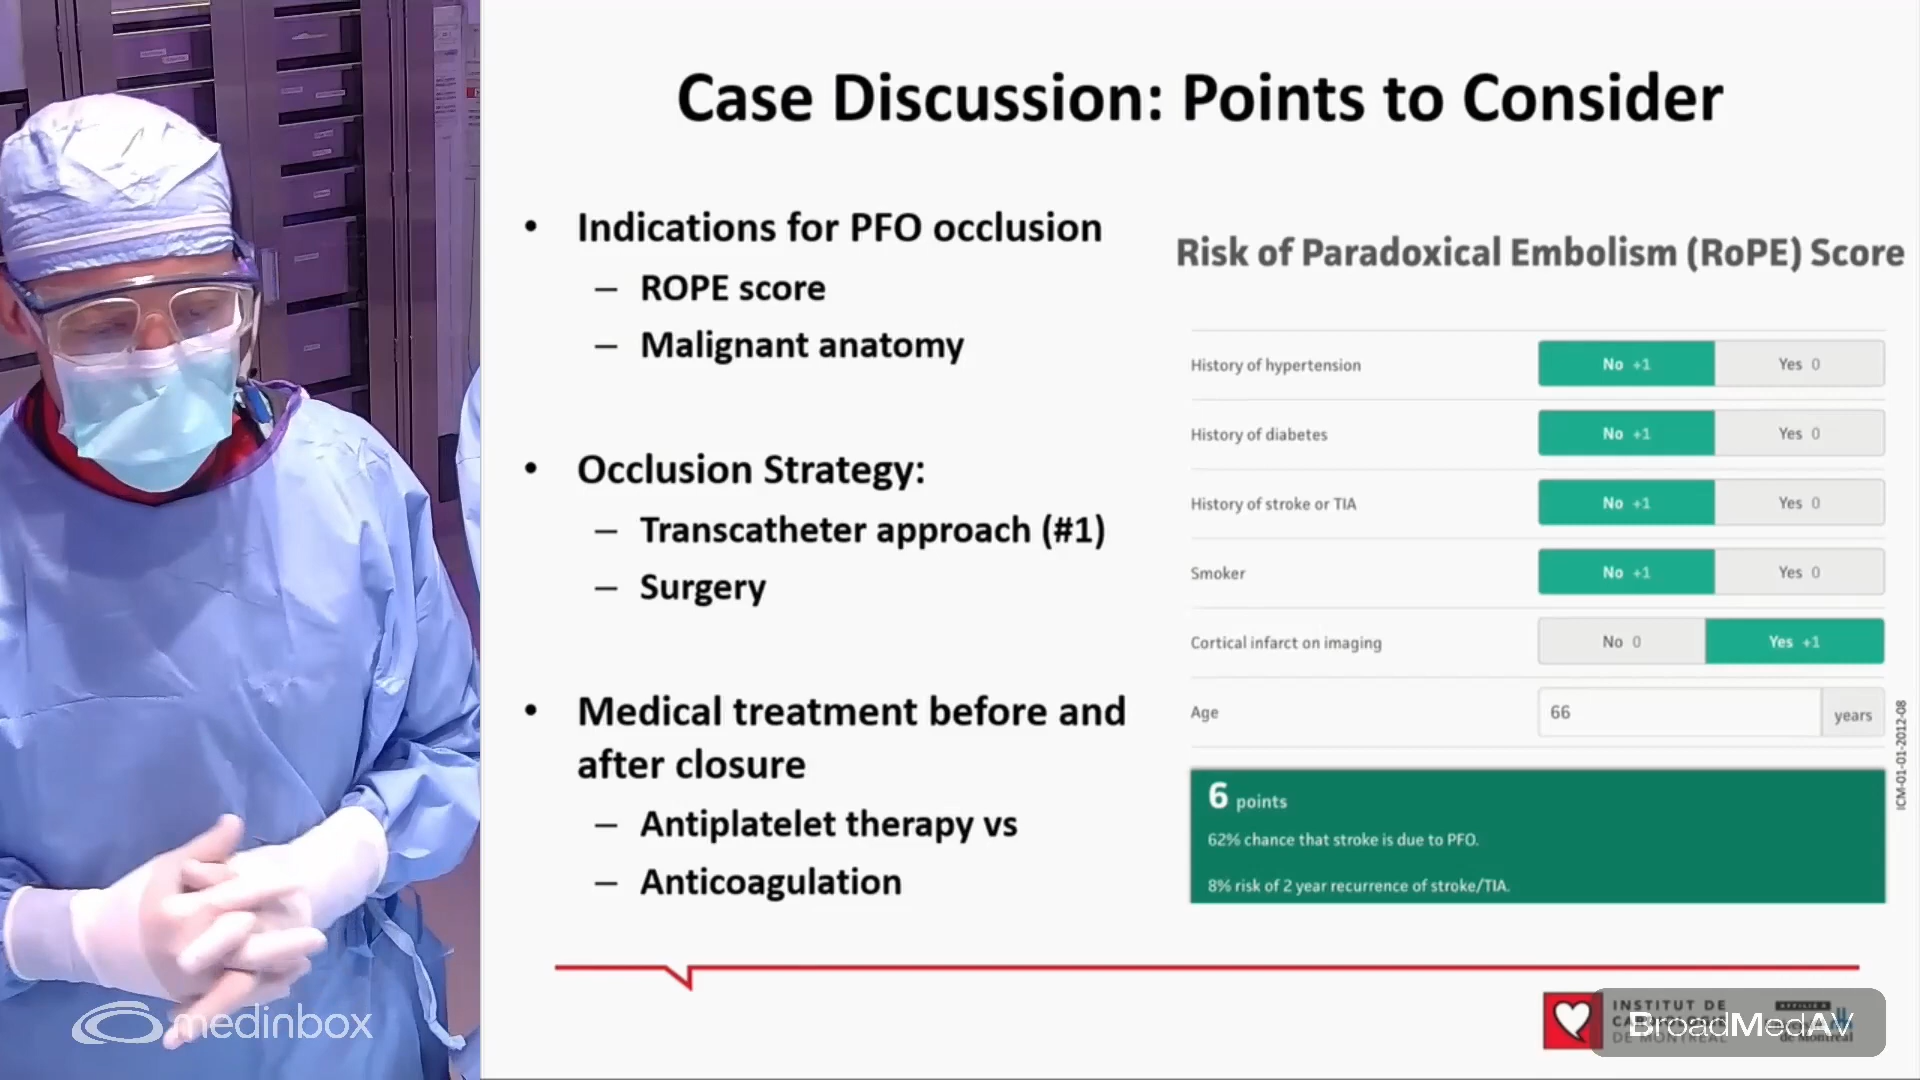 Case Discussion: Points to Consider
• Indications for PFO occlusion
– ROPE score
– Malignant anatomy
• Occlusion Strategy:
– Transcatheter approach (#1)
– Surgery
• Medical treatment before and
after closure
– Antiplatelet therapy vs
– Anticoagulation
Risk of Paradoxical Embolism (RoPE) Score
History of hypertension No +1 Yes 0
History of diabetes No +1 Yes 0
History of stroke or TIA No +1 Yes 0
Smoker No +1 Yes 0
Cortical infarct on imaging No 0 Yes +1
Age 66 years
6 points
62% chance that stroke is due to PFO.
8% risk of 2 year recurrence of stroke/TIA.
ICM-01-01-2012-08
medinbox
INSTITUT DE
CARDIOLOGIE
DE MONTRÉAL
BroadMedAV
de Montréal